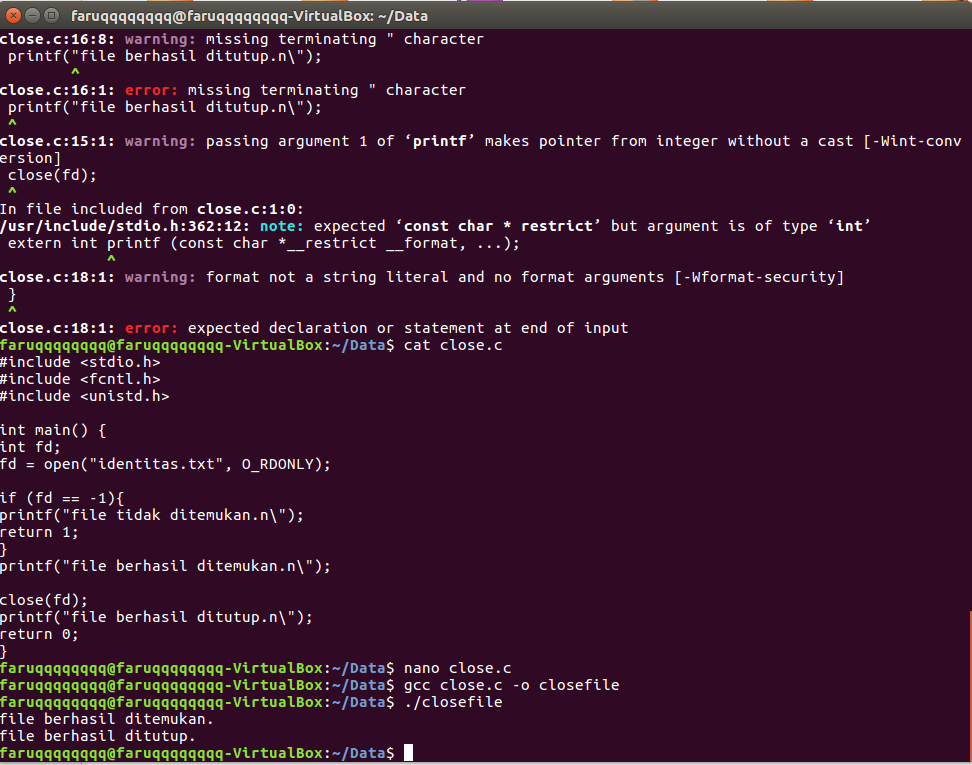 faruqqqqqqqq@faruqqqqqqqq-VirtualBox: ~/Data
close.c:16:8: warning: missing terminating " character
 printf("file berhasil ditutup.n\");
        ^
close.c:16:1: error: missing terminating " character
 printf("file berhasil ditutup.n\");
 ^
close.c:15:1: warning: passing argument 1 of ‘printf’ makes pointer from integer without a cast [-Wint-conv
ersion]
 close(fd);
 ^
In file included from close.c:1:0:
/usr/include/stdio.h:362:12: note: expected ‘const char * restrict’ but argument is of type ‘int’
 extern int printf (const char *__restrict __format, ...);
            ^
close.c:18:1: warning: format not a string literal and no format arguments [-Wformat-security]
 }
 ^
close.c:18:1: error: expected declaration or statement at end of input
faruqqqqqqqq@faruqqqqqqqq-VirtualBox:~/Data$ cat close.c
#include <stdio.h>
#include <fcntl.h>
#include <unistd.h>

int main() {
int fd;
fd = open("identitas.txt", O_RDONLY);

if (fd == -1){
printf("file tidak ditemukan.n\");
return 1;
}
printf("file berhasil ditemukan.n\");

close(fd);
printf("file berhasil ditutup.n\");
return 0;
}
faruqqqqqqqq@faruqqqqqqqq-VirtualBox:~/Data$ nano close.c
faruqqqqqqqq@faruqqqqqqqq-VirtualBox:~/Data$ gcc close.c -o closefile
faruqqqqqqqq@faruqqqqqqqq-VirtualBox:~/Data$ ./closefile
file berhasil ditemukan.
file berhasil ditutup.
faruqqqqqqqq@faruqqqqqqqq-VirtualBox:~/Data$